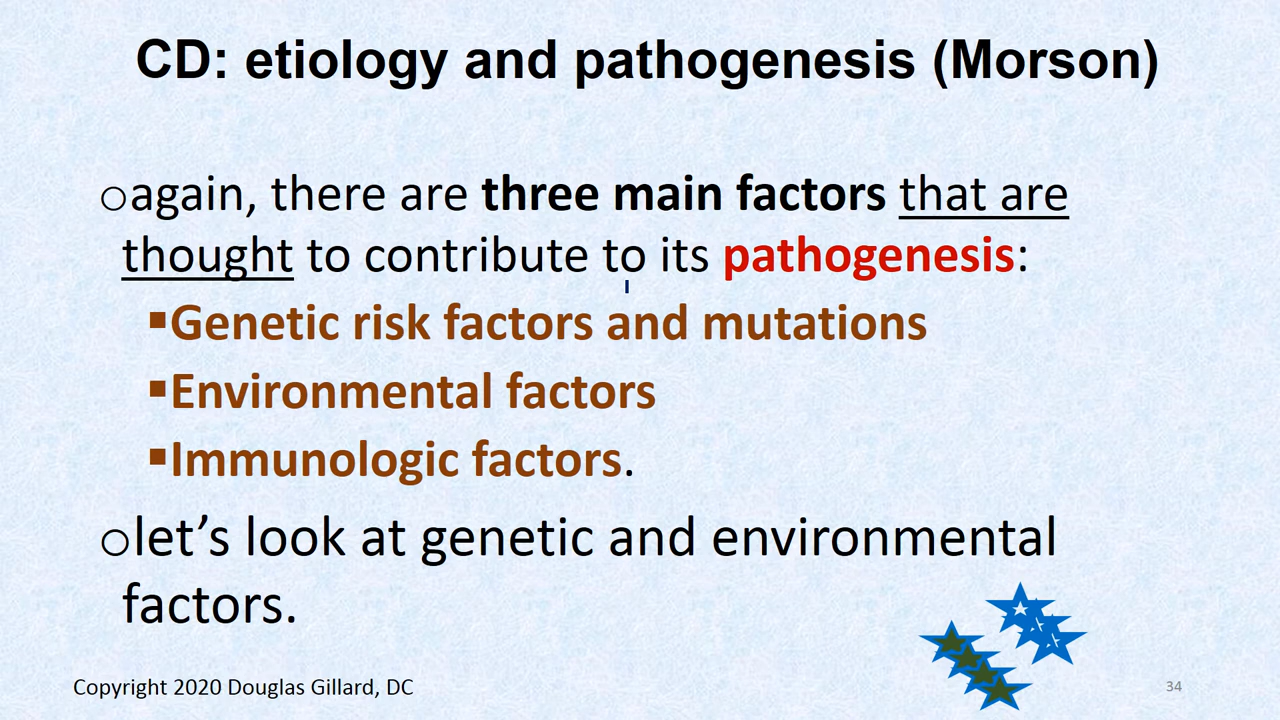 CD: etiology and pathogenesis (Morson)
oagain, there are three main factors that are
thought to contribute to its pathogenesis:
▪Genetic risk factors and mutations
▪Environmental factors
▪Immunologic factors.
olet’s look at genetic and environmental
factors.
Copyright 2020 Douglas Gillard, DC
34